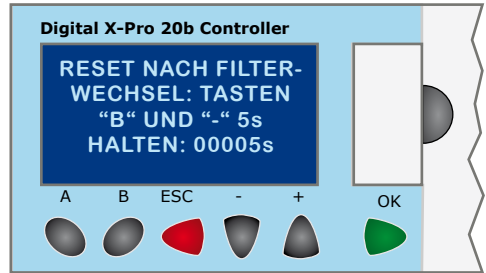 Digital X-Pro 20b Controller
RESET NACH FILTER-
WECHSEL: TASTEN
“B“ UND “-“ 5s
HALTEN: 00005s
A B ESC - + OK